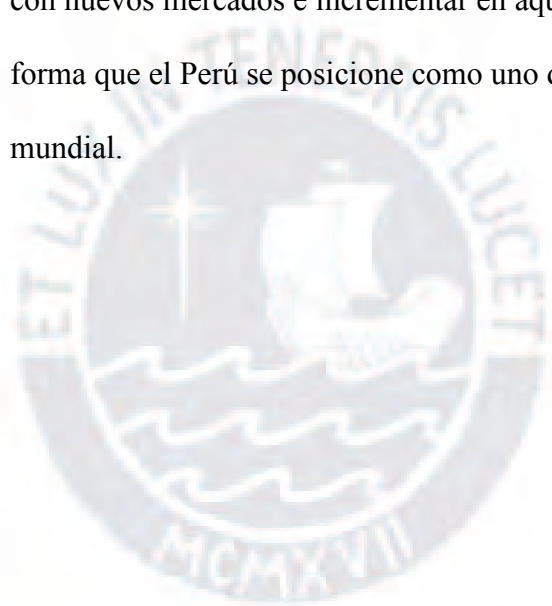 con nuevos mercados e incrementar en aqu
forma que el Perú se posicione como uno
mundial.
ET LUX IN TENEBRIS LUCET
MCMXVII